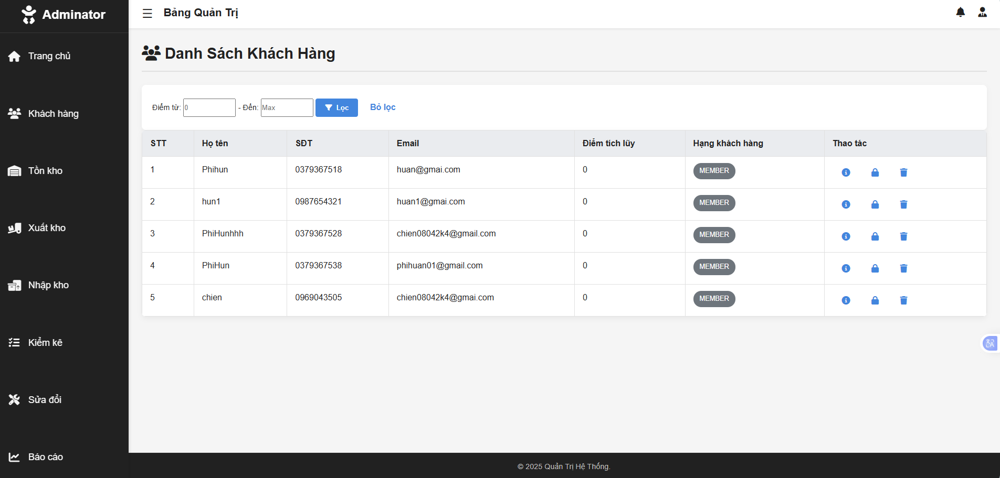 Adminator
Bảng Quản Trị
Trang chủ
Khách hàng
Tồn kho
Xuất kho
Nhập kho
Kiểm kê
Sửa đổi
Báo cáo
Danh Sách Khách Hàng
Điểm từ: 0 - Đến: Max Lọc Bỏ lọc
STT Họ tên SĐT Email Điểm tích lũy Hạng khách hàng Thao tác
1 Phihun 0379367518 huan@gmai.com 0 MEMBER
2 hun1 0987654321 huan1@gmai.com 0 MEMBER
3 PhiHunhhh 0379367528 chien08042k4@gmail.com 0 MEMBER
4 PhiHun 0379367538 phihuan01@gmail.com 0 MEMBER
5 chien 0969043505 chien08042k4@gmai.com 0 MEMBER
© 2025 Quản Trị Hệ Thống.